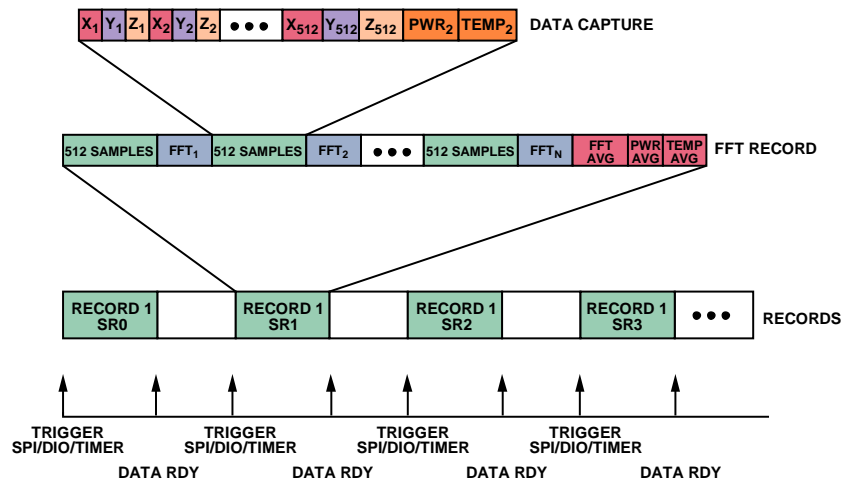 X1 Y1 Z1 X2 Y2 Z2 ••• X512 Y512 Z512 PWR2 TEMP2 DATA CAPTURE
512 SAMPLES FFT1 512 SAMPLES FFT2 ••• 512 SAMPLES FFTN FFT AVG PWR AVG TEMP AVG FFT RECORD
RECORD 1 RECORD 1 RECORD 1 RECORD 1
SR0 SR1 SR2 SR3 ••• RECORDS
TRIGGER TRIGGER TRIGGER TRIGGER
SPI/DIO/TIMER SPI/DIO/TIMER SPI/DIO/TIMER SPI/DIO/TIMER
DATA RDY DATA RDY DATA RDY DATA RDY